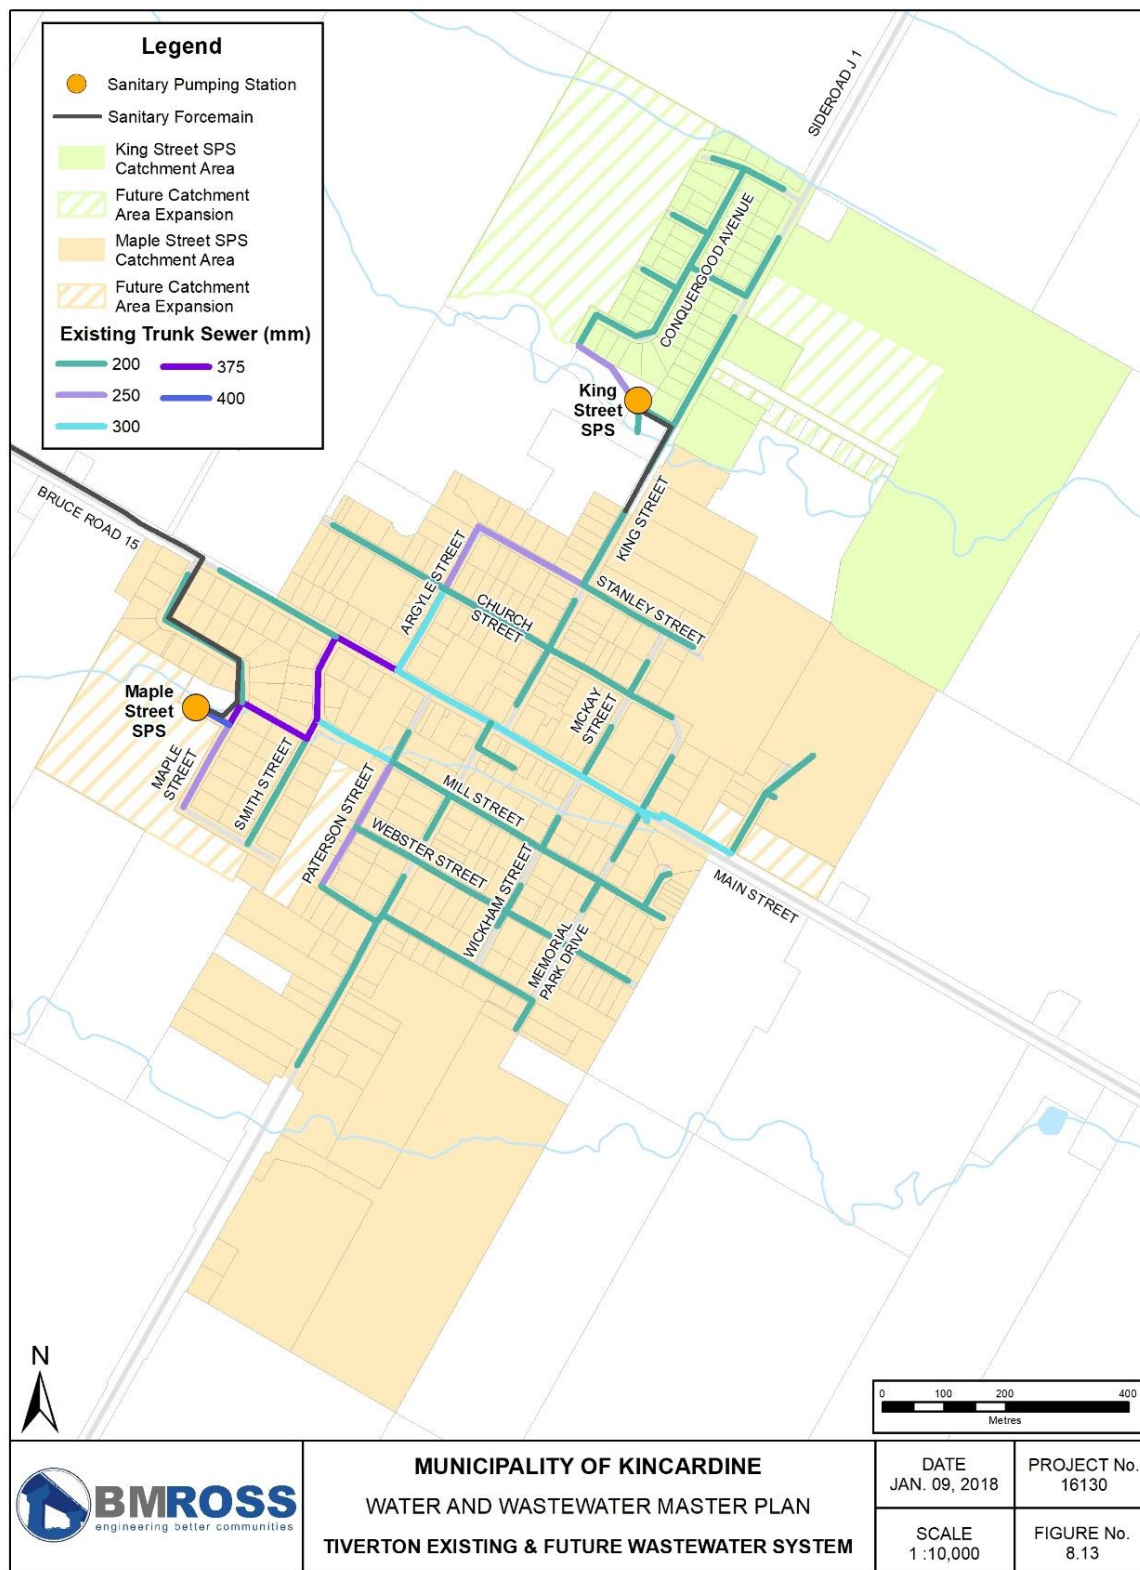 Legend
Sanitary Pumping Station
Sanitary Forcemain
King Street SPS
Catchment Area
Future Catchment
Area Expansion
Maple Street SPS
Catchment Area
Future Catchment
Area Expansion
Existing Trunk Sewer (mm)
200
375
250
400
300
SIDEROAD J 1
CONQUERGOOD AVENUE
King
Street
SPS
KING STREET
BRUCE ROAD 15
ARGYLE STREET
CHURCH
STREET
STANLEY STREET
MCKAY
STREET
Maple
Street
SPS
MAPLE
STREET
SMITH STREET
PATERSON STREET
MILL STREET
WEBSTER STREET
WICKHAM STREET
MEMORIAL
PARK DRIVE
MAIN STREET
N
0 100 200 400
Metres
BMROSS
engineering better communities
MUNICIPALITY OF KINCARDINE
WATER AND WASTEWATER MASTER PLAN
TIVERTON EXISTING & FUTURE WASTEWATER SYSTEM
DATE
JAN. 09, 2018
PROJECT No.
16130
SCALE
1 :10,000
FIGURE No.
8.13